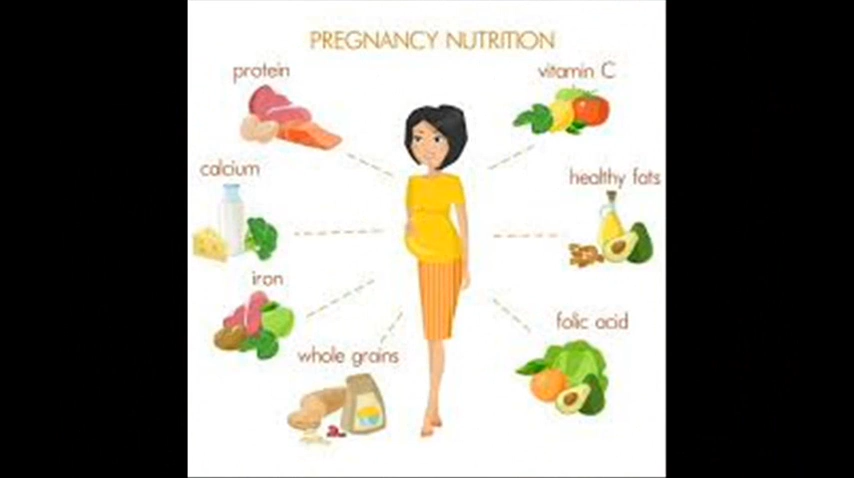 PREGNANCY NUTRITION
protein
vitamin C
calcium
healthy fats
iron
folic acid
whole grains